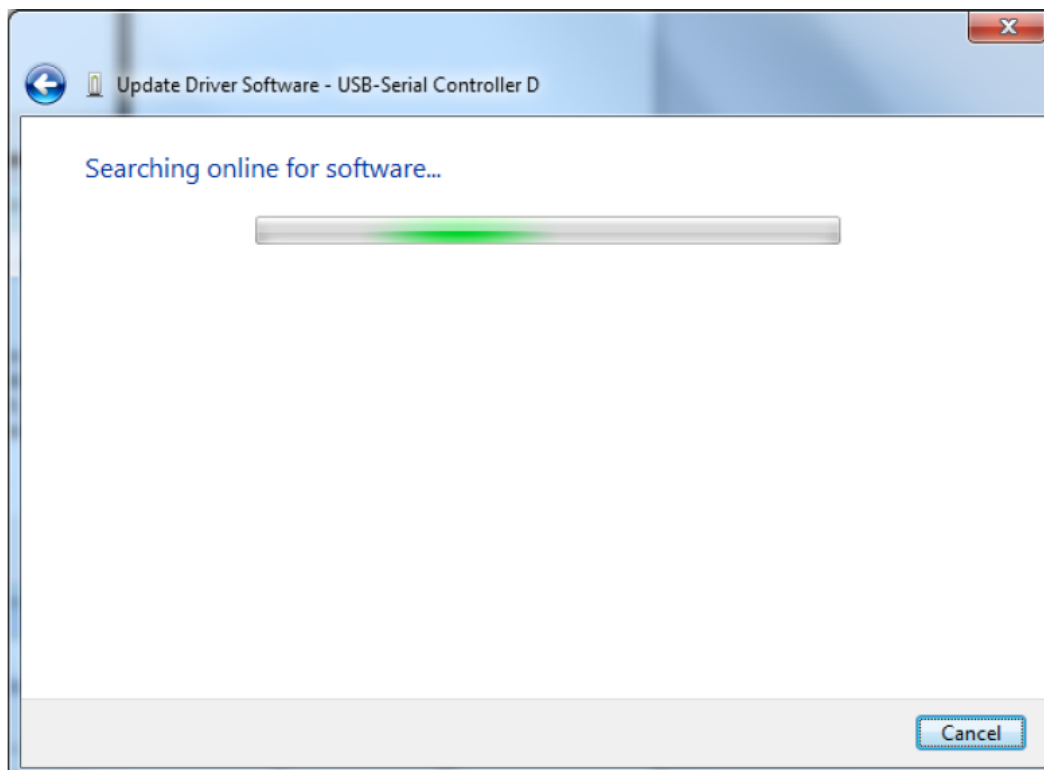 Update Driver Software - USB-Serial Controller D
Searching online for software...
Cancel